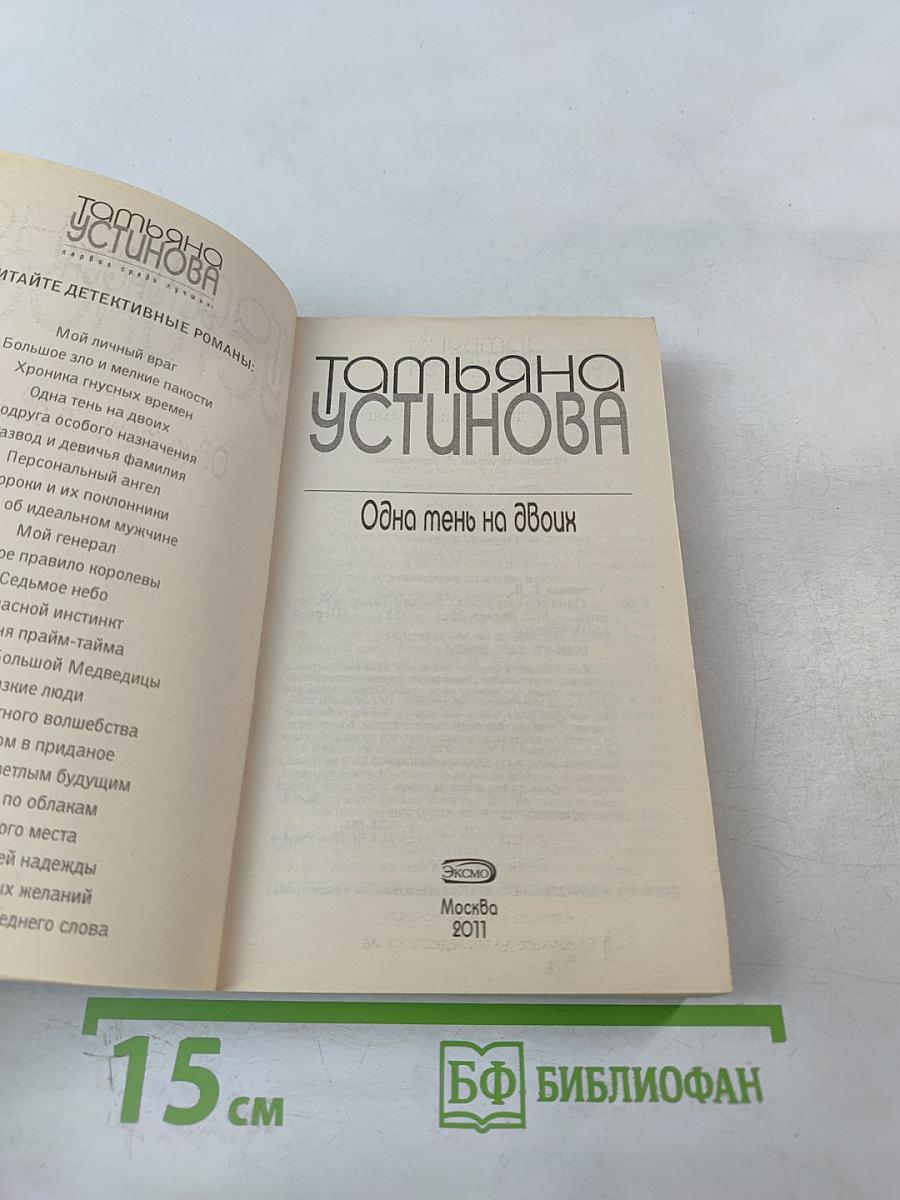 Татьяна
УСТИНОВА
первая среди лучших
ИТАЙТЕ ДЕТЕКТИВНЫЕ РОМАНЫ:
Мой личный враг
Большое зло и мелкие пакости
Хроника гнусных времен
Одна тень на двоих
одруга особого назначения
азвод и девичья фамилия
Персональный ангел
ороки и их поклонники
об идеальном мужчине
Мой генерал
ое правило королевы
Седьмое небо
асной инстинкт
ня прайм-тайма
Большой Медведицы
изкие люди
тного волшебства
ом в приданое
ветлым будущим
по облакам
ого места
ей надежды
ых желаний
еднего слова
Татьяна
УСТИНОВА
Одна тень на двоих
ЭКСМО
Москва
2011
15 см
БФ БИБЛИОФАН